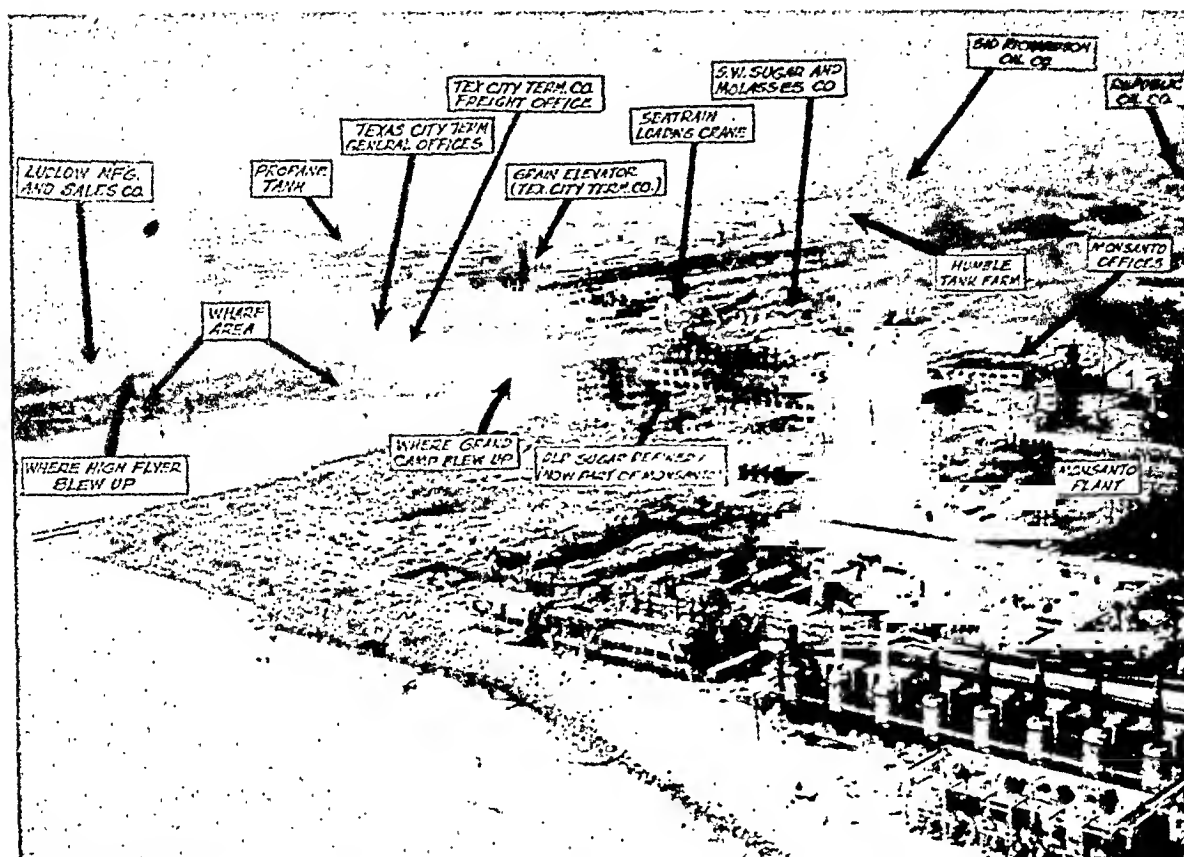 SID RICHARDSON
OIL CO.
S.W. SUGAR AND
MOLASSES CO
REPUBLIC
OIL CO.
TEX CITY TERM. CO.
FREIGHT OFFICE
SEATRAIN
LOADING CRANE
TEXAS CITY TERM
GENERAL OFFICES
LUDLOW MFG.
AND SALES CO.
PROPANE
TANK
GRAIN ELEVATOR
(TEX. CITY TERM. CO.)
MONSANTO
OFFICES
HUMBLE
TANK FARM
WHARF
AREA
WHERE HIGH FLYER
BLEW UP
WHERE GRAND
CAMP BLEW UP
OLD SUGAR REFINERY
(NOW PART OF MONSANTO)
MONSANTO
PLANT